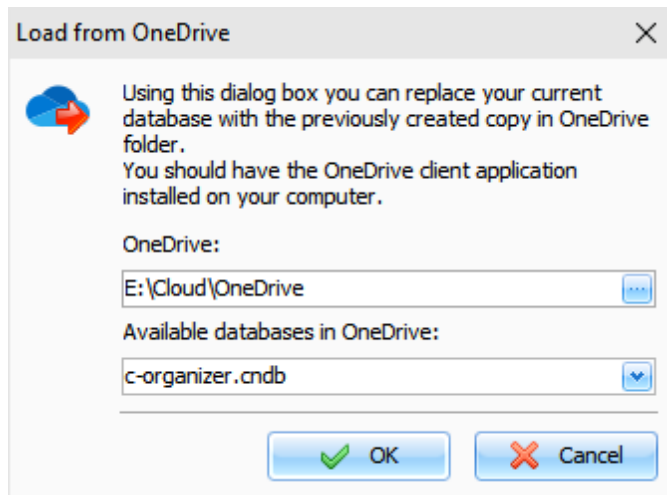 Load from OneDrive
Using this dialog box you can replace your current
database with the previously created copy in OneDrive
folder.
You should have the OneDrive client application
installed on your computer.
OneDrive:
E:\Cloud\OneDrive
Available databases in OneDrive:
c-organizer.cndb
OK
Cancel